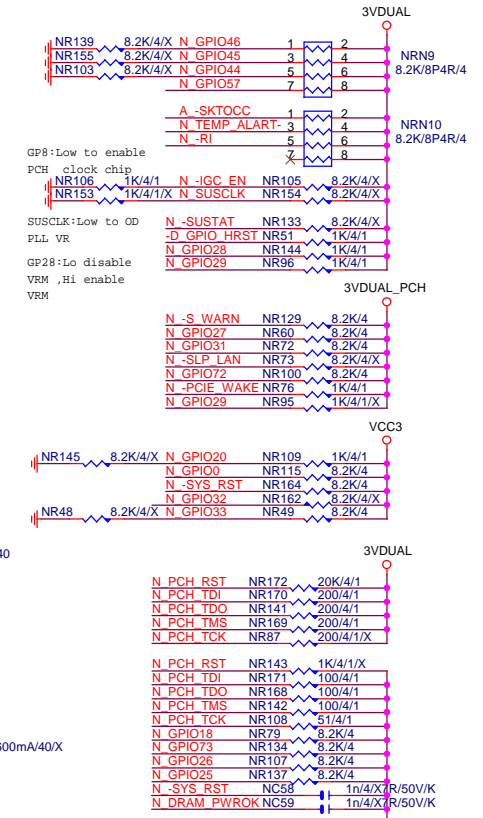 3VDUAL
NR139 8.2K/4/X N_GPIO46 1 2
NR155 8.2K/4/X N_GPIO45 3 4 NRN9
NR103 8.2K/4/X N_GPIO44 5 6 8.2K/8P4R/4
N_GPIO57 7 8
A_-SKTOCC 1 2
N_TEMP_ALART- 3 4 NRN10
N_-RI 5 6 8.2K/8P4R/4
7 8
GP8:Low to enable
PCH clock chip
NR106 1K/4/1 N_-IGC_EN NR105 8.2K/4/X
NR153 1K/4/1/X N_SUSCLK NR154 8.2K/4/X
SUSCLK:Low to OD
PLL VR
N_-SUSTAT NR133 8.2K/4/X
-D_GPIO_HRST NR51 1K/4/1
N_GPIO28 NR144 1K/4/1
N_GPIO29 NR96 1K/4/1
GP28:Lo disable
VRM ,Hi enable
VRM
3VDUAL_PCH
N_-S_WARN NR129 8.2K/4
N_GPIO27 NR60 8.2K/4
N_GPIO31 NR72 8.2K/4
N_-SLP_LAN NR73 8.2K/4/X
N_GPIO72 NR100 8.2K/4
N_-PCIE_WAKE NR76 1K/4/1
N_GPIO29 NR95 1K/4/1/X
VCC3
NR145 8.2K/4/X N_GPIO20 NR109 1K/4/1
N_GPIO0 NR115 8.2K/4
N_-SYS_RST NR164 8.2K/4
N_GPIO32 NR162 8.2K/4/X
NR48 8.2K/4/X N_GPIO33 NR49 8.2K/4
40
3VDUAL
N_PCH_RST NR172 20K/4/1
N_PCH_TDI NR170 200/4/1
N_PCH_TDO NR141 200/4/1
N_PCH_TMS NR169 200/4/1
N_PCH_TCK NR87 200/4/1/X
N_PCH_RST NR143 1K/4/1/X
N_PCH_TDI NR171 100/4/1
N_PCH_TDO NR168 100/4/1
N_PCH_TMS NR142 100/4/1
N_PCH_TCK NR108 51/4/1
N_GPIO18 NR79 8.2K/4
N_GPIO73 NR134 8.2K/4
600mA/40/X
N_GPIO26 NR107 8.2K/4
N_GPIO25 NR137 8.2K/4
N_-SYS_RST NC58 1n/4/X7R/50V/K
N_DRAM_PWROK NC59 1n/4/X7R/50V/K